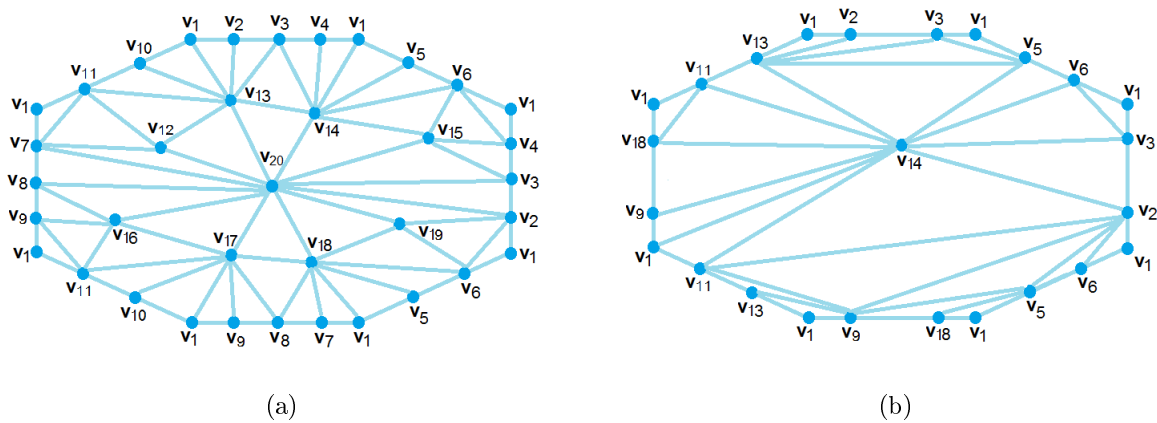 v1 v2 v3 v4 v1
v10 v5
v11 v6
v1 v13 v14 v1
v7 v12 v15 v4
v20
v8 v3
v9 v16 v2
v1 v17 v18 v19 v1
v11 v6
v10 v5
v1 v9 v8 v7 v1
(a)
v1 v2 v3 v1
v13 v5
v11 v6
v1 v1
v18 v14 v3
v9 v2
v1 v1
v11 v6
v13 v5
v1 v9 v18 v1
(b)